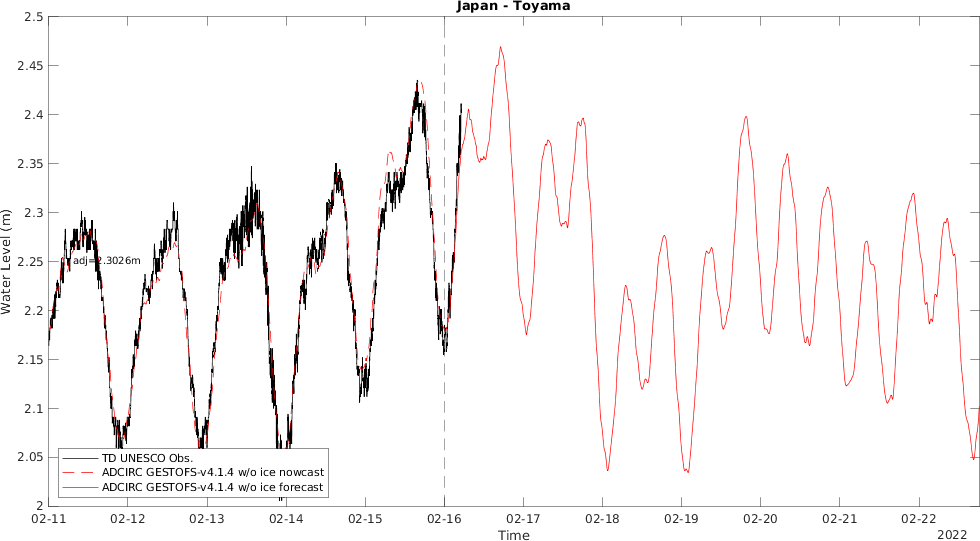 Japan - Toyama
2.5
2.45
2.4
2.35
2.3
2.25
2.2
2.15
2.1
2.05
2
Water Level (m)
adj=2.3026m
TD UNESCO Obs.
ADCIRC GESTOFS-v4.1.4 w/o ice nowcast
ADCIRC GESTOFS-v4.1.4 w/o ice forecast
02-11 02-12 02-13 02-14 02-15 02-16 02-17 02-18 02-19 02-20 02-21 02-22
Time
2022